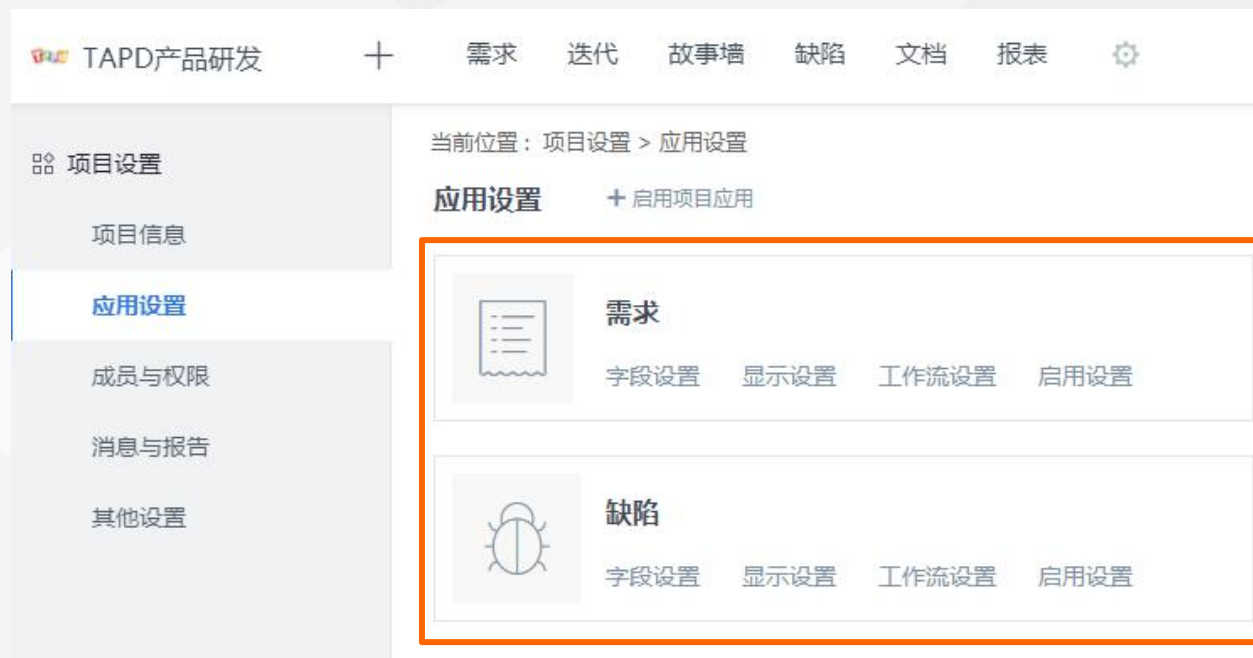 TAPD产品研发 需求 迭代 故事墙 缺陷 文档 报表
项目设置
项目信息
应用设置
成员与权限
消息与报告
其他设置
当前位置：项目设置 > 应用设置
应用设置 + 启用项目应用
需求
字段设置 显示设置 工作流设置 启用设置
缺陷
字段设置 显示设置 工作流设置 启用设置